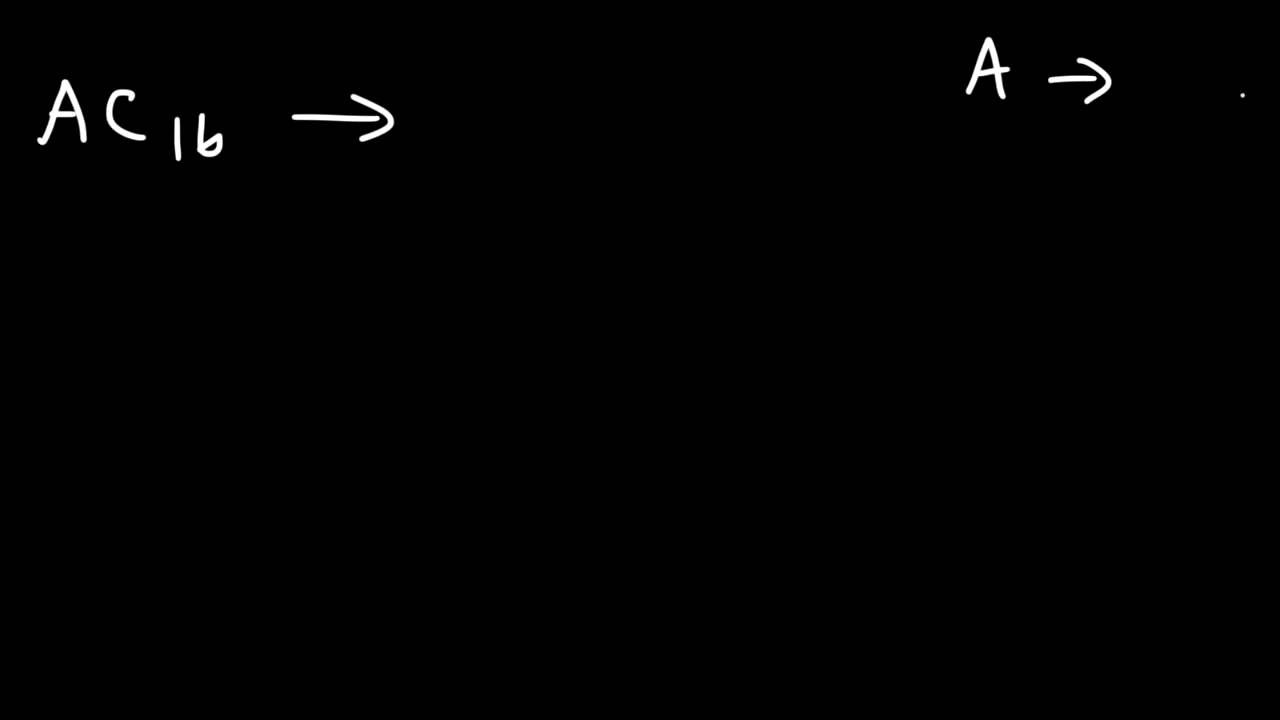 AC₁₆ →
A →